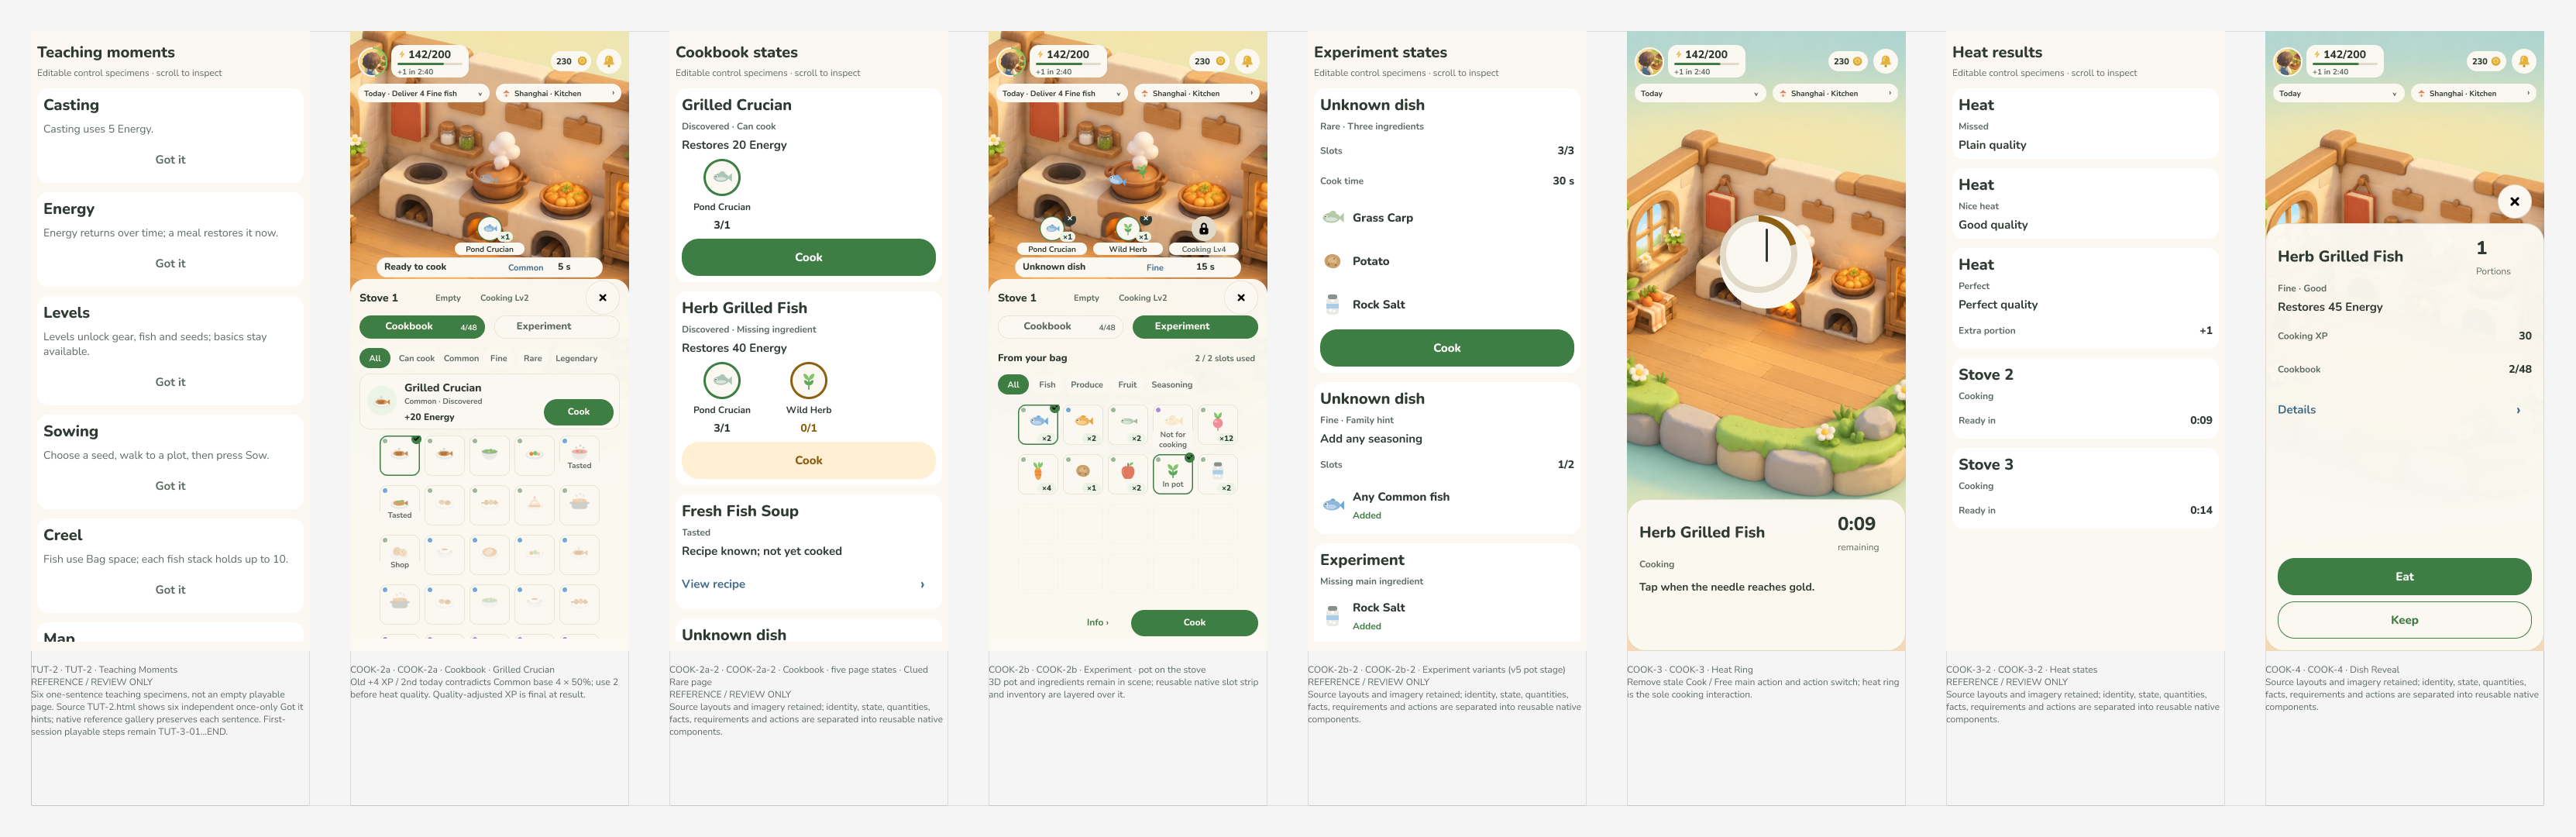 Teaching moments
Editable control specimens · scroll to inspect
Casting
Casting uses 5 Energy.
Got it
Energy
Energy returns over time; a meal restores it now.
Got it
Levels
Levels unlock gear, fish and seeds; basics stay
available.
Got it
Sowing
Choose a seed, walk to a plot, then press Sow.
Got it
Creel
Fish use Bag space; each fish stack holds up to 10.
Got it
Map
TUT-2 · TUT-2 · Teaching Moments
REFERENCE / REVIEW ONLY
Six one-sentence teaching specimens, not an empty playable
page. Source TUT-2.html shows six independent once-only Got it
hints; native reference gallery preserves each sentence. First-
session playable steps remain TUT-3-01...END.
142/200
+1 in 2:40
230
Today · Deliver 4 Fine fish
Shanghai · Kitchen
×1
Pond Crucian
Ready to cook Common 5 s
Stove 1 Empty Cooking Lv2
Cookbook 4/48 Experiment
All Can cook Common Fine Rare Legendary
Grilled Crucian
Common · Discovered
+20 Energy
Cook
Tasted
Tasted
Shop
COOK-2a · COOK-2a · Cookbook · Grilled Crucian
Old +4 XP / 2nd today contradicts Common base 4 × 50%; use 2
before heat quality. Quality-adjusted XP is final at result.
Cookbook states
Editable control specimens · scroll to inspect
Grilled Crucian
Discovered · Can cook
Restores 20 Energy
Pond Crucian
3/1
Cook
Herb Grilled Fish
Discovered · Missing ingredient
Restores 40 Energy
Pond Crucian Wild Herb
3/1 0/1
Cook
Fresh Fish Soup
Tasted
Recipe known; not yet cooked
View recipe
Unknown dish
COOK-2a-2 · COOK-2a-2 · Cookbook · five page states · Clued
Rare page
REFERENCE / REVIEW ONLY
Source layouts and imagery retained; identity, state, quantities,
facts, requirements and actions are separated into reusable native
components.
142/200
+1 in 2:40
230
Today · Deliver 4 Fine fish
Shanghai · Kitchen
×1 ×1
Pond Crucian Wild Herb Cooking Lv4
Unknown dish Fine 15 s
Stove 1 Empty Cooking Lv2
Cookbook 4/48 Experiment
From your bag 2 / 2 slots used
All Fish Produce Fruit Seasoning
×2 ×2 ×2 Not for
cooking ×12
×4 ×1 ×2 In pot ×2
Info › Cook
COOK-2b · COOK-2b · Experiment · pot on the stove
3D pot and ingredients remain in scene; reusable native slot strip
and inventory are layered over it.
Experiment states
Editable control specimens · scroll to inspect
Unknown dish
Rare · Three ingredients
Slots 3/3
Cook time 30 s
Grass Carp
Potato
Rock Salt
Cook
Unknown dish
Fine · Family hint
Add any seasoning
Slots 1/2
Any Common fish
Added
Experiment
Missing main ingredient
Rock Salt
Added
COOK-2b-2 · COOK-2b-2 · Experiment variants (v5 pot stage)
REFERENCE / REVIEW ONLY
Source layouts and imagery retained; identity, state, quantities,
facts, requirements and actions are separated into reusable native
components.
142/200
+1 in 2:40
230
Today
Shanghai · Kitchen
Herb Grilled Fish 0:09
remaining
Cooking
Tap when the needle reaches gold.
COOK-3 · COOK-3 · Heat Ring
Remove stale Cook / Free main action and action switch; heat ring
is the sole cooking interaction.
Heat results
Editable control specimens · scroll to inspect
Heat
Missed
Plain quality
Heat
Nice heat
Good quality
Heat
Perfect
Perfect quality
Extra portion +1
Stove 2
Cooking
Ready in 0:09
Stove 3
Cooking
Ready in 0:14
COOK-3-2 · COOK-3-2 · Heat states
REFERENCE / REVIEW ONLY
Source layouts and imagery retained; identity, state, quantities,
facts, requirements and actions are separated into reusable native
components.
142/200
+1 in 2:40
230
Today
Shanghai · Kitchen
Herb Grilled Fish 1
Portions
Fine · Good
Restores 45 Energy
Cooking XP 30
Cookbook 2/48
Details
Eat
Keep
COOK-4 · COOK-4 · Dish Reveal
Source layouts and imagery retained; identity, state, quantities,
facts, requirements and actions are separated into reusable native
components.